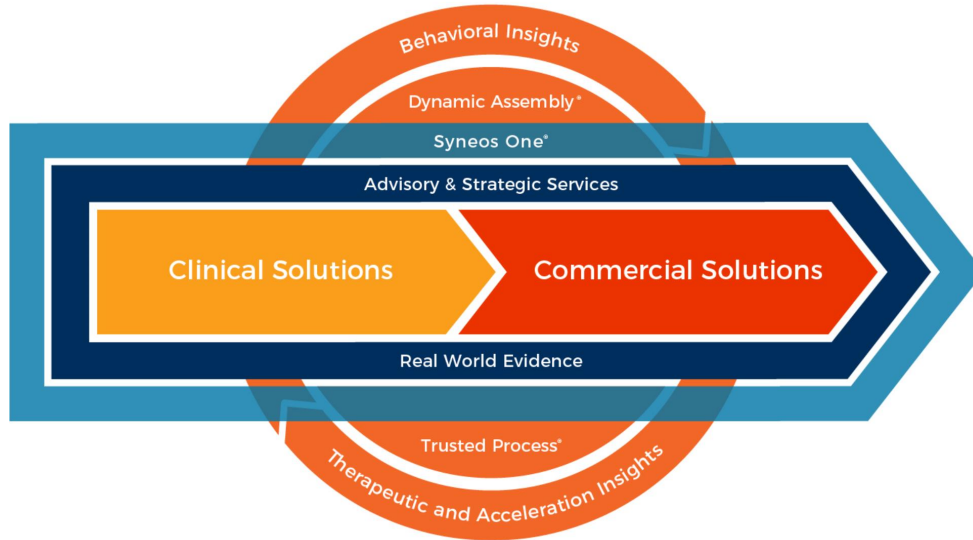 Behavioral Insights
Dynamic Assembly®
Syneos One®
Advisory & Strategic Services
Clinical Solutions
Commercial Solutions
Real World Evidence
Trusted Process®
Therapeutic and Acceleration Insights